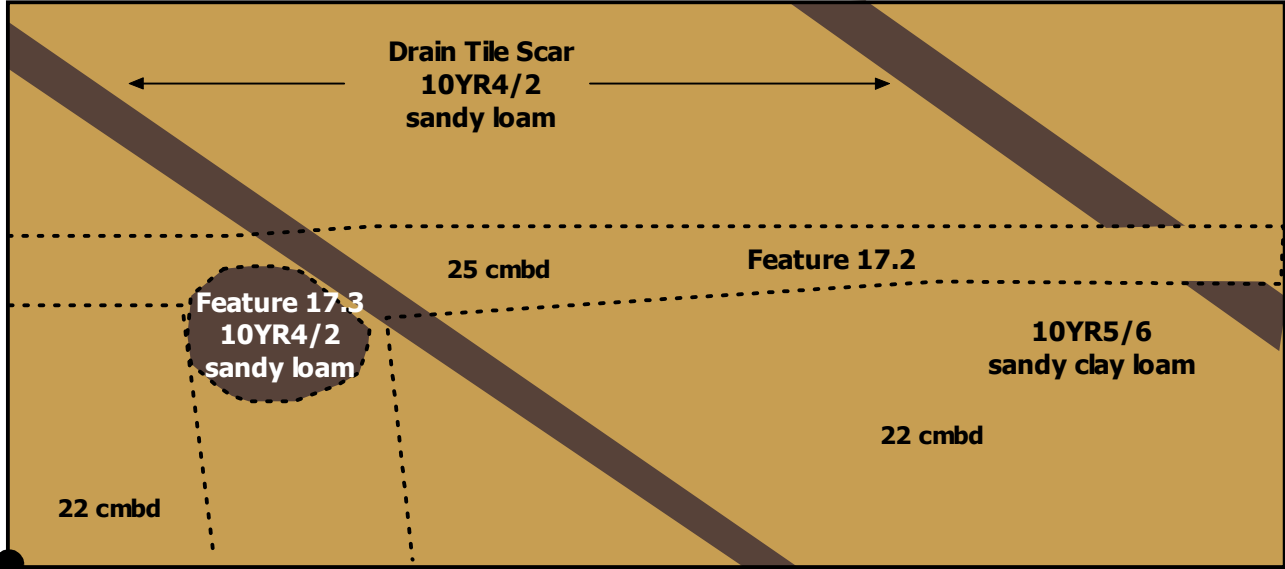 Drain Tile Scar
10YR4/2
sandy loam
25 cmbd
Feature 17.2
Feature 17.3
10YR4/2
sandy loam
10YR5/6
sandy clay loam
22 cmbd
22 cmbd